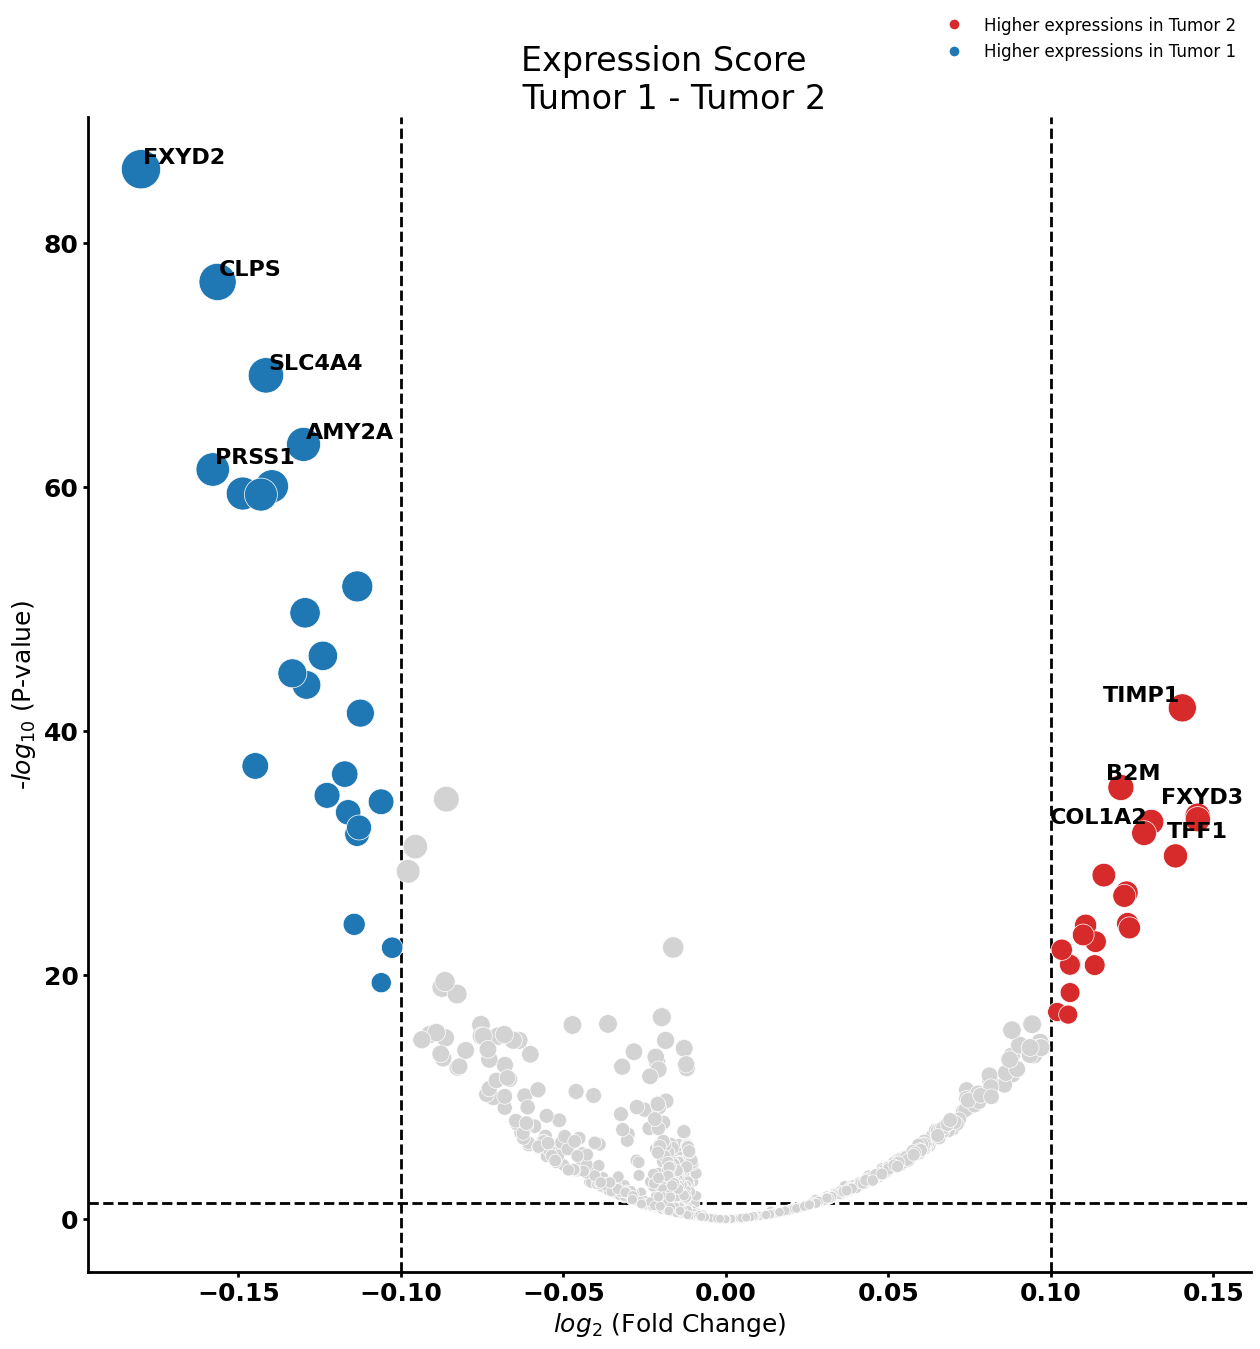 Higher expressions in Tumor 2
Higher expressions in Tumor 1
Expression Score
Tumor 1 - Tumor 2
FXYD2
CLPS
SLC4A4
AMY2A
PRSS1
TIMP1
B2M
FXYD3
COL1A2
TFF1
80
60
40
20
0
-log10 (P-value)
−0.15
−0.10
−0.05
0.00
0.05
0.10
0.15
log2 (Fold Change)